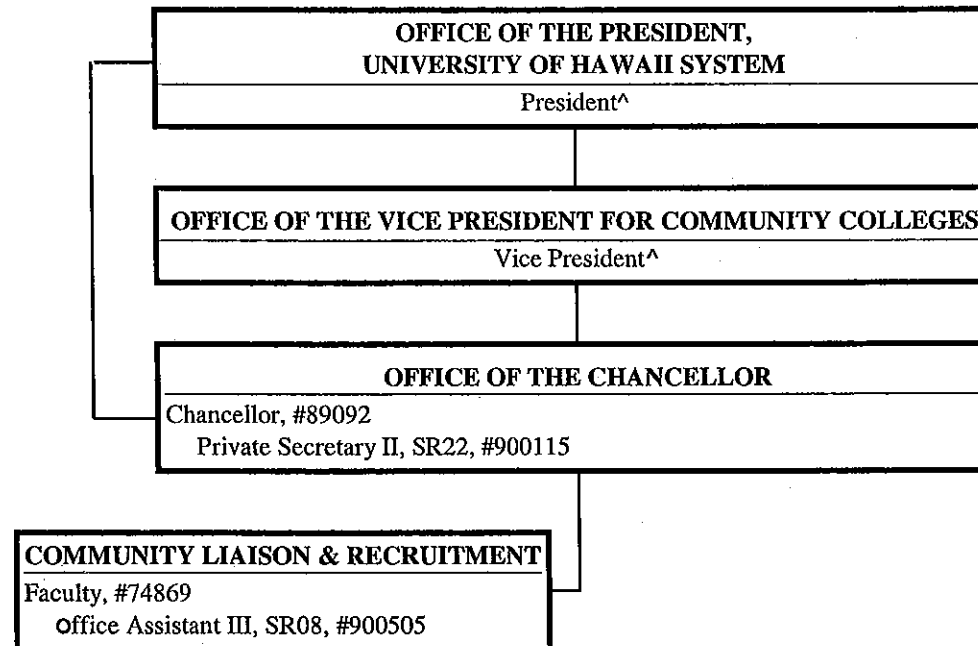 OFFICE OF THE PRESIDENT,
UNIVERSITY OF HAWAII SYSTEM
President^
OFFICE OF THE VICE PRESIDENT FOR COMMUNITY COLLEGES
Vice President^
OFFICE OF THE CHANCELLOR
Chancellor, #89092
Private Secretary II, SR22, #900115
COMMUNITY LIAISON & RECRUITMENT
Faculty, #74869
Office Assistant III, SR08, #900505